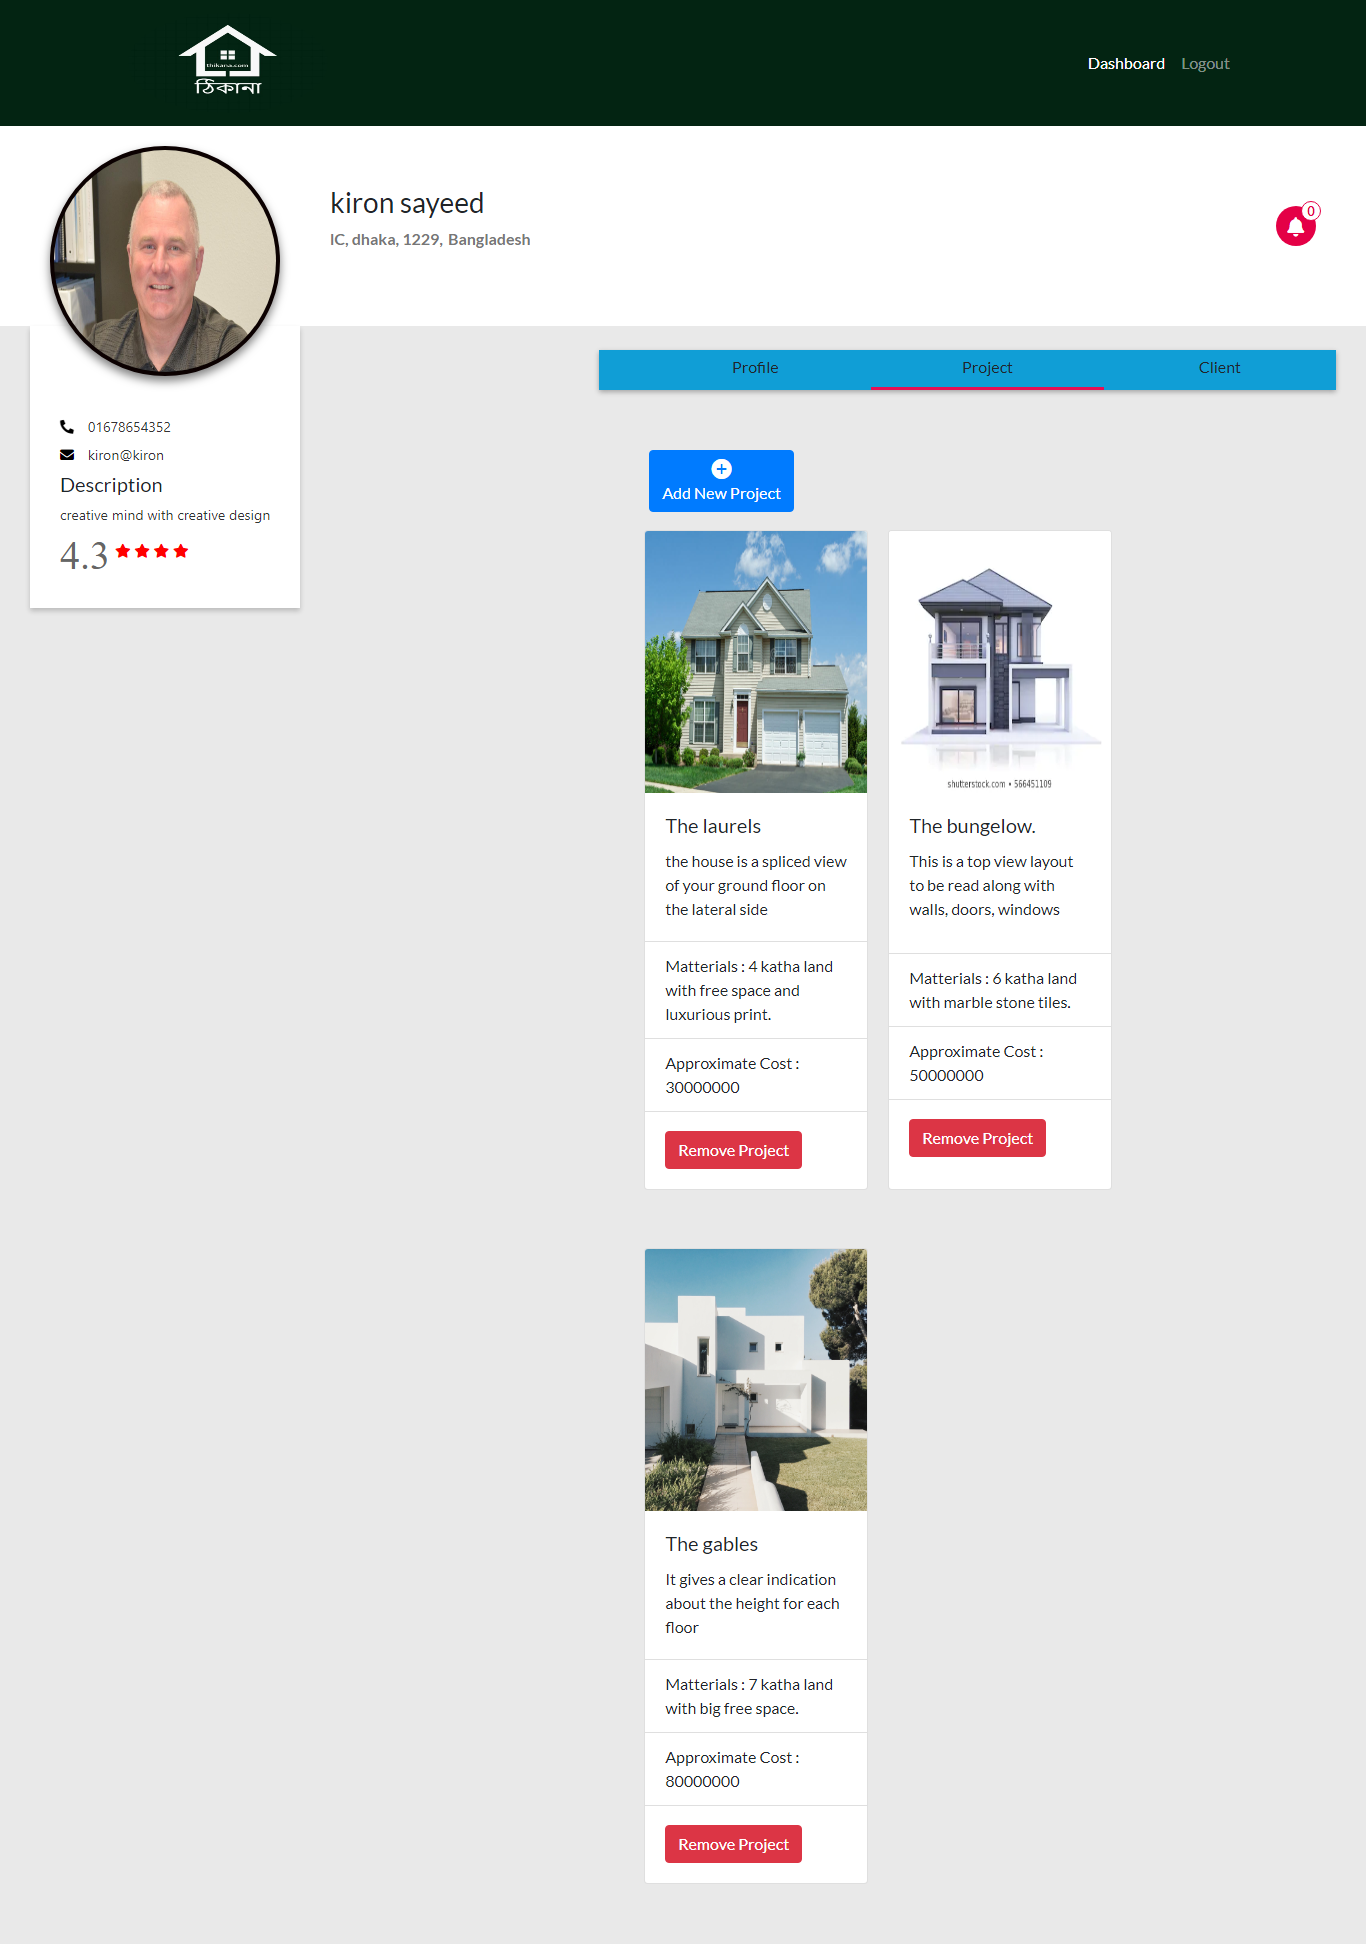 thikana.com
ঠিকানা
Dashboard Logout
kiron sayeed
IC, dhaka, 1229, Bangladesh
0
01678654352
kiron@kiron
Description
creative mind with creative design
4.3
Profile Project Client
Add New Project
The laurels
the house is a spliced view
of your ground floor on
the lateral side
Matterials : 4 katha land
with free space and
luxurious print.
Approximate Cost :
30000000
Remove Project
shutterstock.com • 566451109
The bungelow.
This is a top view layout
to be read along with
walls, doors, windows
Matterials : 6 katha land
with marble stone tiles.
Approximate Cost :
50000000
Remove Project
The gables
It gives a clear indication
about the height for each
floor
Matterials : 7 katha land
with big free space.
Approximate Cost :
80000000
Remove Project